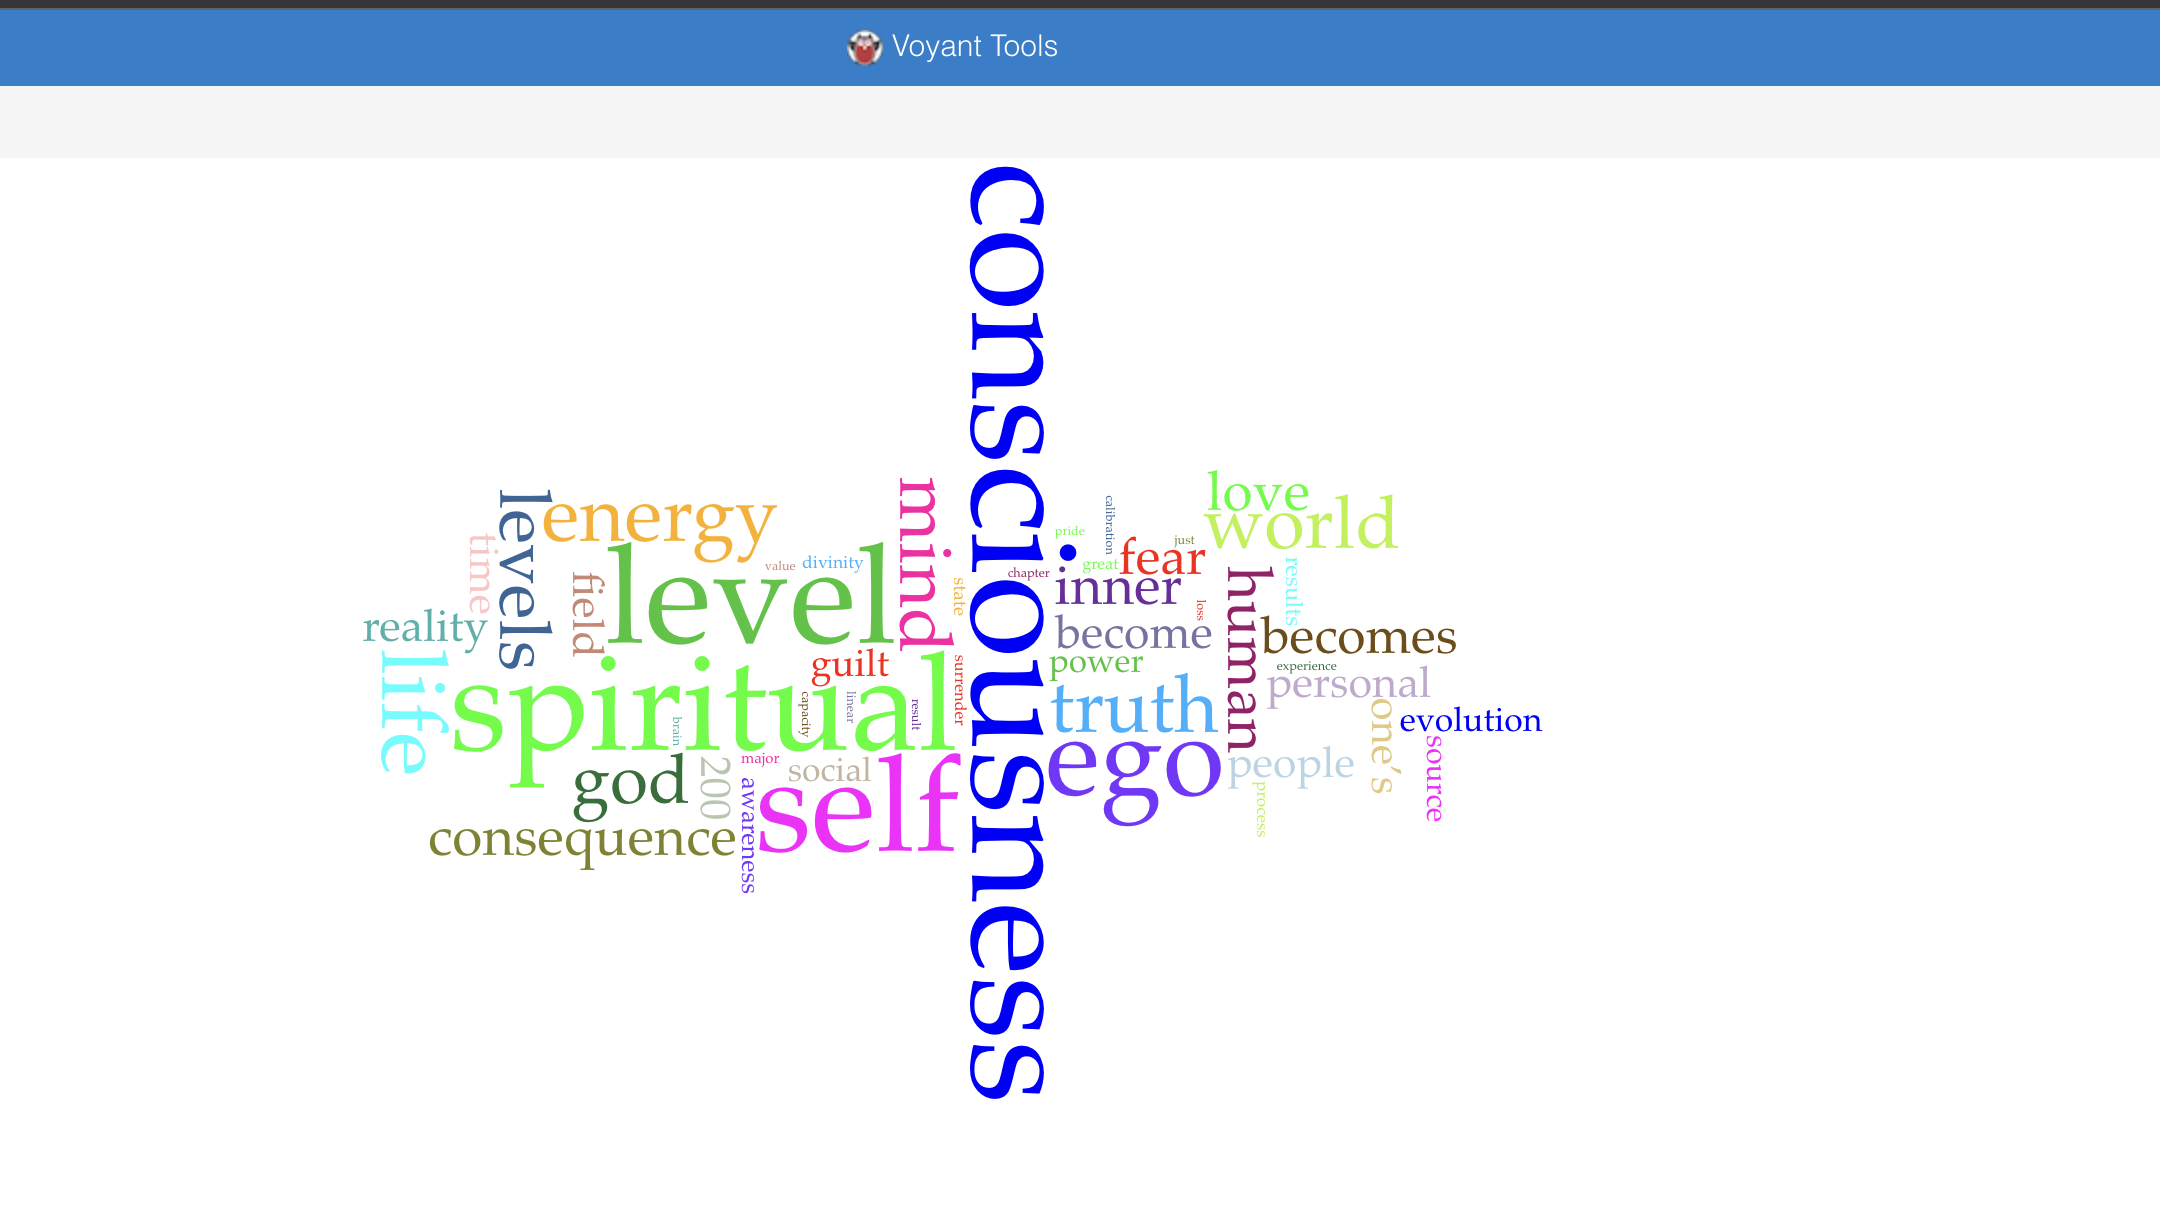 Voyant Tools
consciousness
love
world
mind
levels
energy
calibration
pride
just
fear
time
value
divinity
level
great
chapter
inner
field
state
human
results
loss
reality
become
becomes
life
guilt
power
experience
surrender
personal
spiritual
truth
capacity
linear
result
brain
one's
evolution
ego
source
god
200
major
social
self
people
awareness
process
consequence